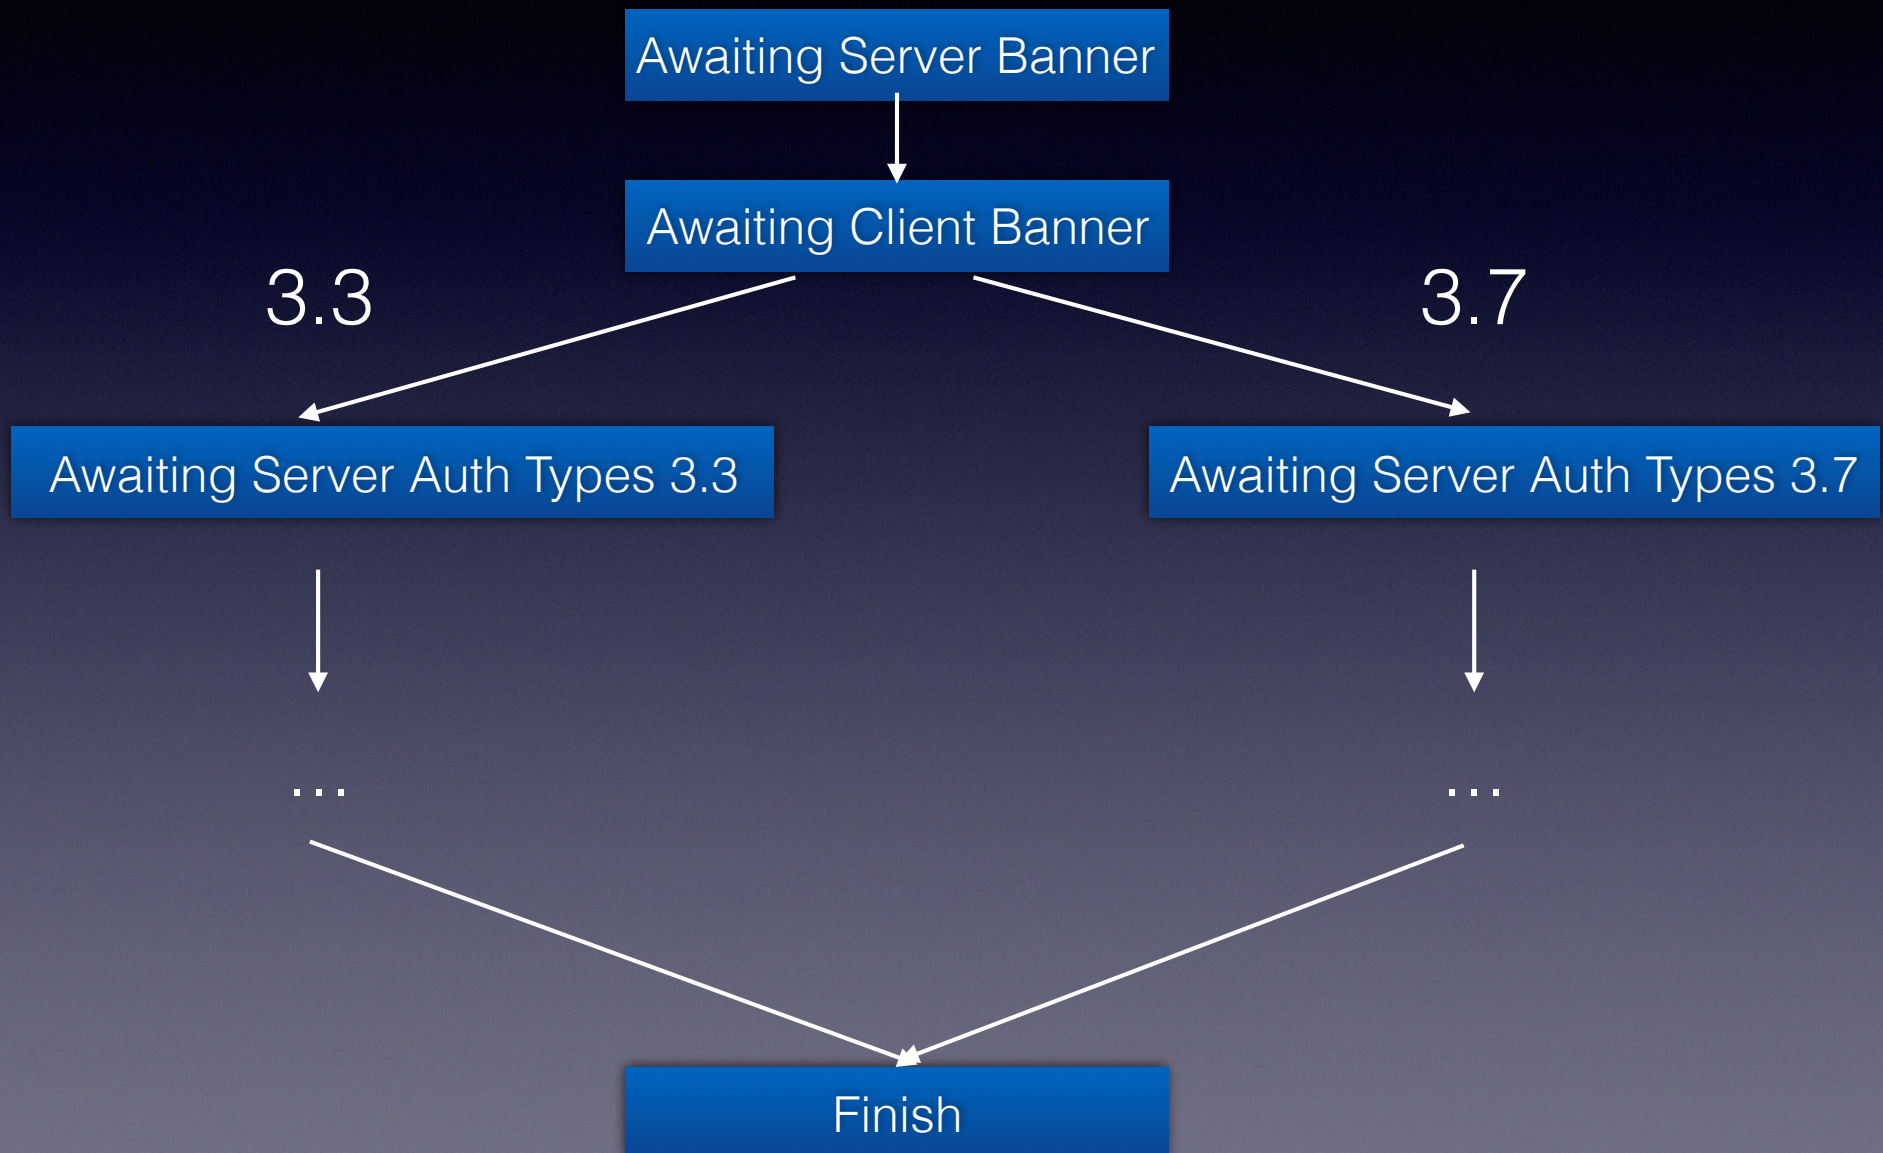 Awaiting Server Banner
Awaiting Client Banner
3.3
3.7
Awaiting Server Auth Types 3.3
Awaiting Server Auth Types 3.7
...
...
Finish